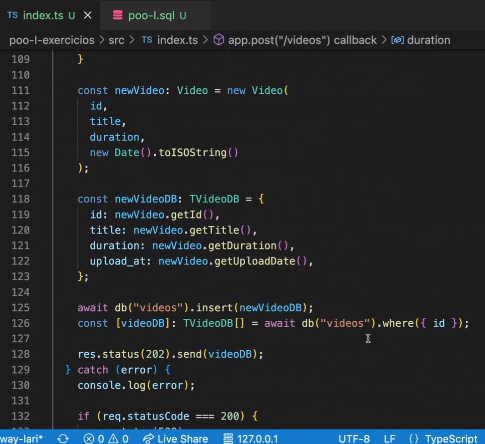 TS index.ts U X poo-l.sql U
poo-l-exercicios > src > TS index.ts > app.post("/videos") callback > duration
109 }
110
111 const newVideo: Video = new Video(
112 id,
113 title,
114 duration,
115 new Date().toISOString()
116 );
117
118 const newVideoDB: TVideoDB = {
119 id: newVideo.getId(),
120 title: newVideo.getTitle(),
121 duration: newVideo.getDuration(),
122 upload_at: newVideo.getUploadDate(),
123 };
124
125 await db("videos").insert(newVideoDB);
126 const [videoDB]: TVideoDB[] = await db("videos").where({ id });
127
128 res.status(202).send(videoDB);
129 } catch (error) {
130 console.log(error);
131
132 if (req.statusCode === 200) {
way-lari* 0 0 Live Share 127.0.0.1 UTF-8 LF {} TypeScript